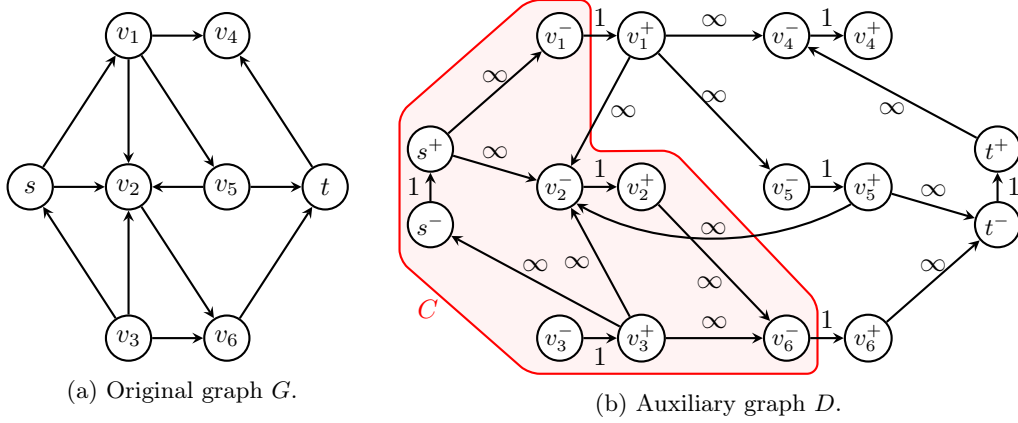 v₁ v₄
s v₂ v₅ t
v₃ v₆
(a) Original graph G.
v₁⁻ 1 v₁⁺ ∞ v₄⁻ 1 v₄⁺
∞ ∞ ∞ ∞
s⁺ ∞ t⁺
1 v₂⁻ 1 v₂⁺ v₅⁻ 1 v₅⁺ ∞ 1
s⁻ ∞ t⁻
∞ ∞ ∞ ∞
C
v₃⁻ 1 v₃⁺ ∞ v₆⁻ 1 v₆⁺
(b) Auxiliary graph D.